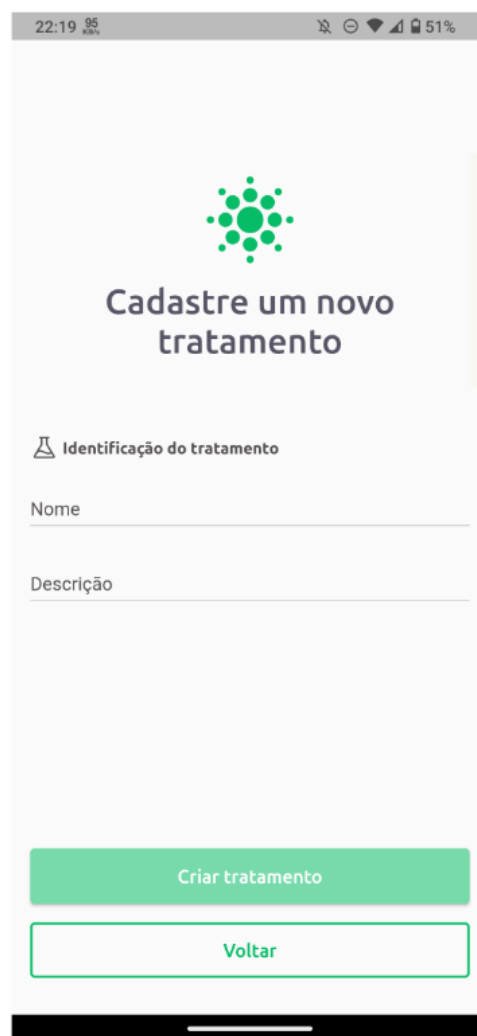 22:19 95 KB/s 51%
Cadastre um novo
tratamento
Identificação do tratamento
Nome
Descrição
Criar tratamento
Voltar